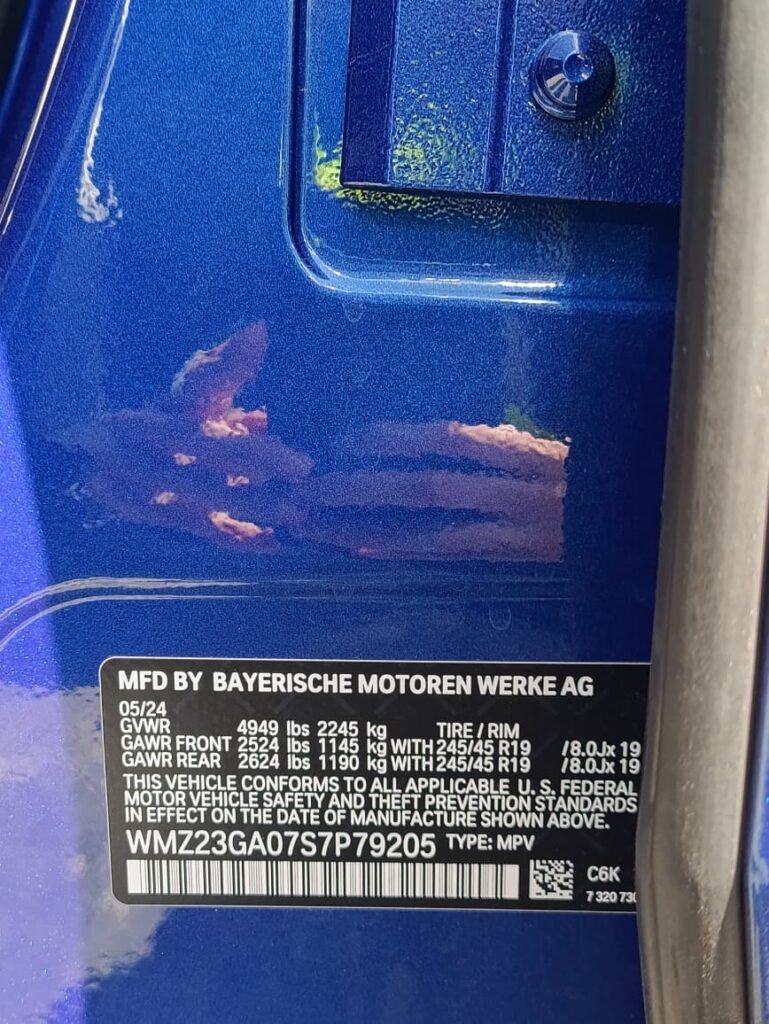 MFD BY BAYERISCHE MOTOREN WERKE AG
05/24
GVWR 4949 lbs 2245 kg TIRE / RIM
GAWR FRONT 2524 lbs 1145 kg WITH 245/45 R19 /8.0Jx 19
GAWR REAR 2624 lbs 1190 kg WITH 245/45 R19 /8.0Jx 19
THIS VEHICLE CONFORMS TO ALL APPLICABLE U. S. FEDERAL
MOTOR VEHICLE SAFETY AND THEFT PREVENTION STANDARDS
IN EFFECT ON THE DATE OF MANUFACTURE SHOWN ABOVE.
WMZ23GA07S7P79205 TYPE: MPV
C6K
7 320 730